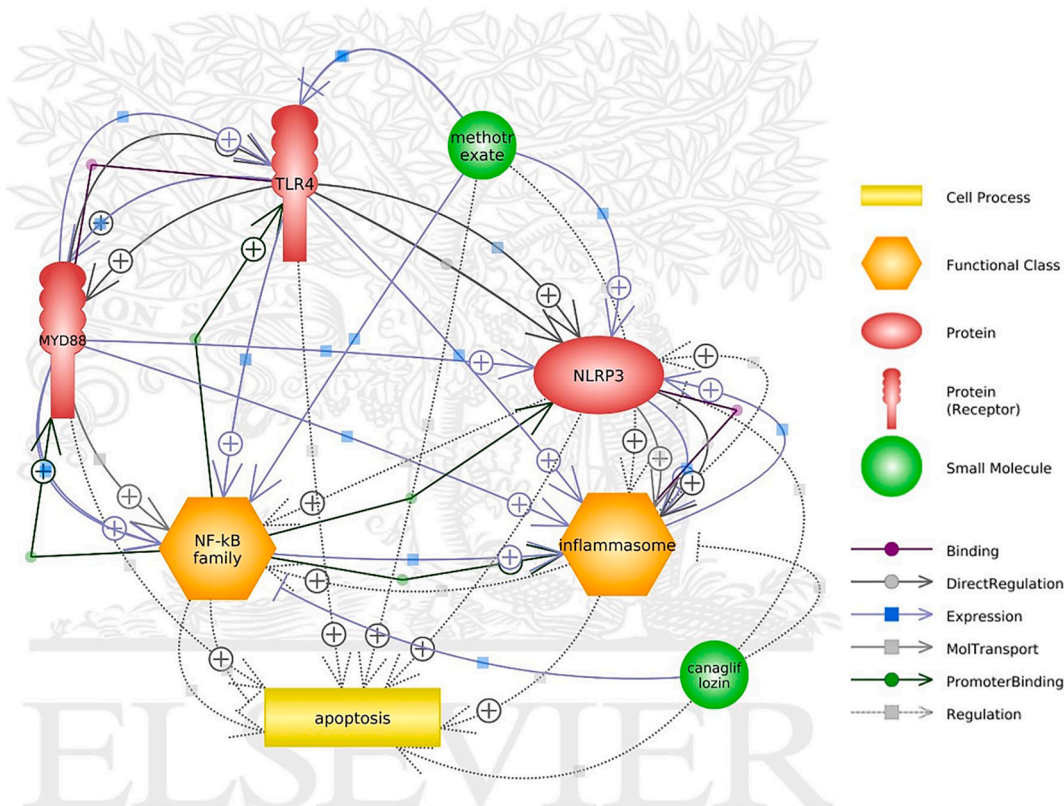 methotr
exate
TLR4
MYD88
NLRP3
NF-kB
family
inflammasome
canaglif
lozin
apoptosis
Cell Process
Functional Class
Protein
Protein
(Receptor)
Small Molecule
Binding
DirectRegulation
Expression
MolTransport
PromoterBinding
Regulation
ELSEVIER